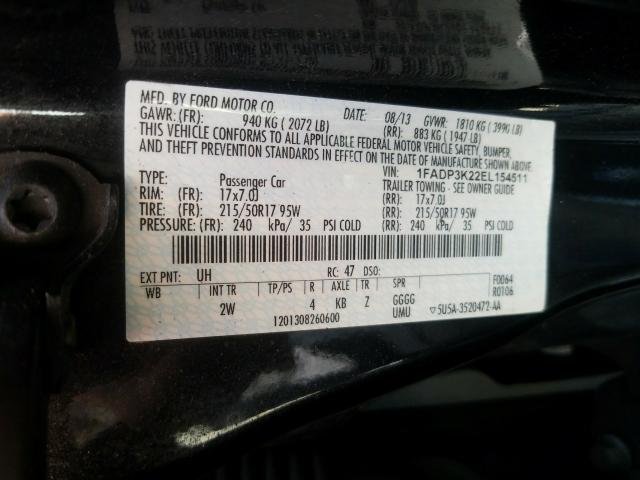 MFD. BY FORD MOTOR CO. DATE: 08/13 GVWR: 1810 KG ( 3990 LB)
GAWR: (FR): 940 KG ( 2072 LB) (RR): 883 KG ( 1947 LB)
THIS VEHICLE CONFORMS TO ALL APPLICABLE FEDERAL MOTOR VEHICLE SAFETY, BUMPER,
AND THEFT PREVENTION STANDARDS IN EFFECT ON THE DATE OF MANUFACTURE SHOWN ABOVE.
VIN: 1FADP3K22EL154511
TYPE: Passenger Car TRAILER TOWING - SEE OWNER GUIDE
RIM: (FR): 17x7.0J (RR): 17x7.0J
TIRE: (FR): 215/50R17 95W (RR): 215/50R17 95W
PRESSURE: (FR): 240 kPa/ 35 PSI COLD (RR): 240 kPa/ 35 PSI COLD
EXT PNT: UH RC: 47 DSO: F0064
WB INT TR TP/PS R AXLE TR SPR R0106
2W 4 KB Z GGGG
1201308260600 UMU 5U5A-3520472-AA